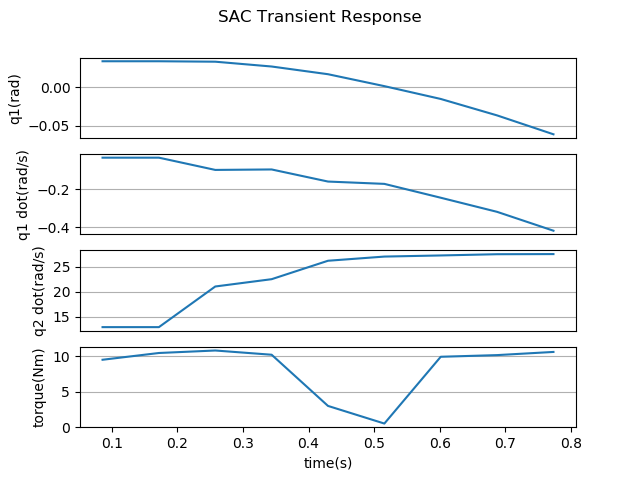 SAC Transient Response
q1(rad)
0.00
−0.05
q1 dot(rad/s)
−0.2
−0.4
q2 dot(rad/s)
25
20
15
torque(Nm)
10
5
0
0.1 0.2 0.3 0.4 0.5 0.6 0.7 0.8
time(s)